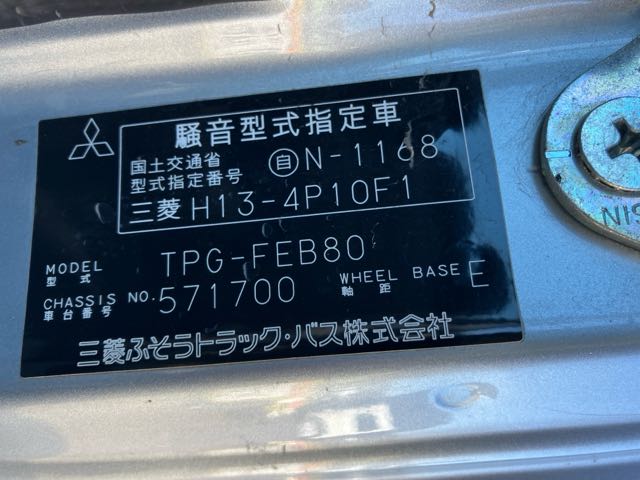 騒音型式指定車
国土交通省
型式指定番号 自N-1168
三菱 H13-4P10F1
MODEL
型式 TPG-FEB80
CHASSIS NO. 571700
車台番号
WHEEL BASE E
軸距
三菱ふそうトラック・バス株式会社
NIS